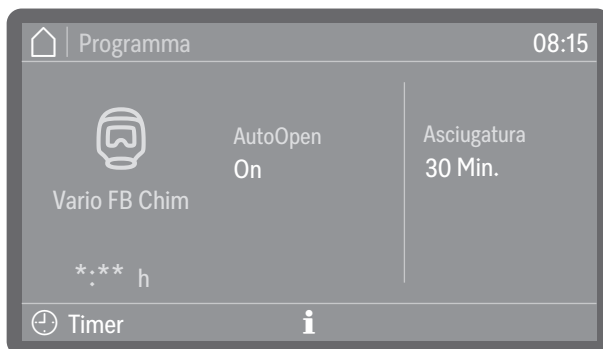 Programma 08:15
AutoOpen
On
Asciugatura
30 Min.
Vario FB Chim
*:** h
Timer i